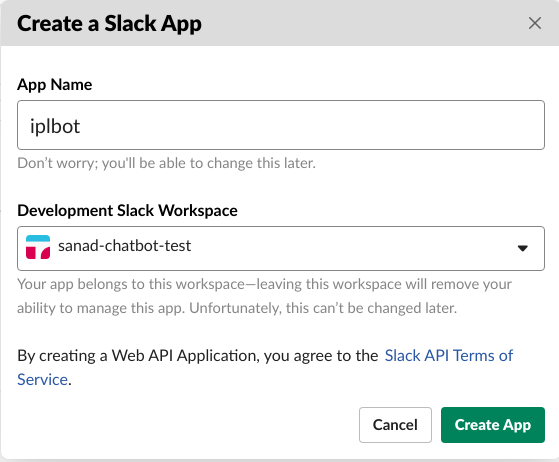 Create a Slack App
App Name
iplbot
Don't worry; you'll be able to change this later.
Development Slack Workspace
sanad-chatbot-test
Your app belongs to this workspace—leaving this workspace will remove your
ability to manage this app. Unfortunately, this can't be changed later.
By creating a Web API Application, you agree to the Slack API Terms of
Service.
Cancel Create App